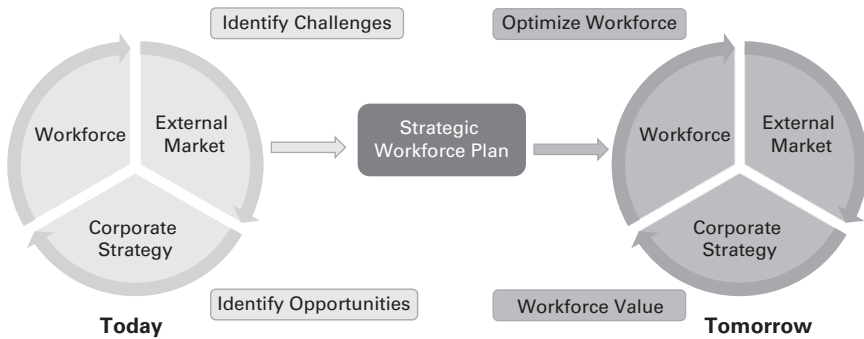 Identify Challenges
Optimize Workforce
Workforce
External
Market
Corporate
Strategy
Strategic
Workforce Plan
Workforce
External
Market
Corporate
Strategy
Identify Opportunities
Workforce Value
Today
Tomorrow